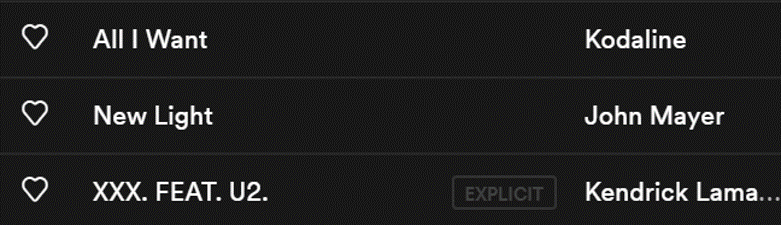 All I Want Kodaline
New Light John Mayer
XXX. FEAT. U2. EXPLICIT Kendrick Lama...